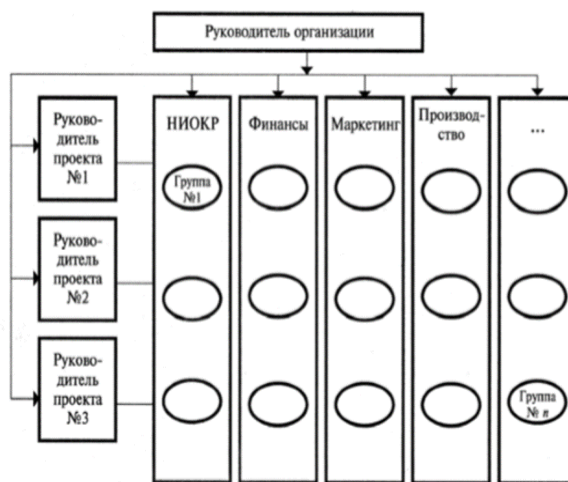 Руководитель организации
Руково-
дитель
проекта
№1
НИОКР
Финансы
Маркетинг
Производ-
ство
...
Группа
№1
Руково-
дитель
проекта
№2
Руково-
дитель
проекта
№3
Группа
№ n